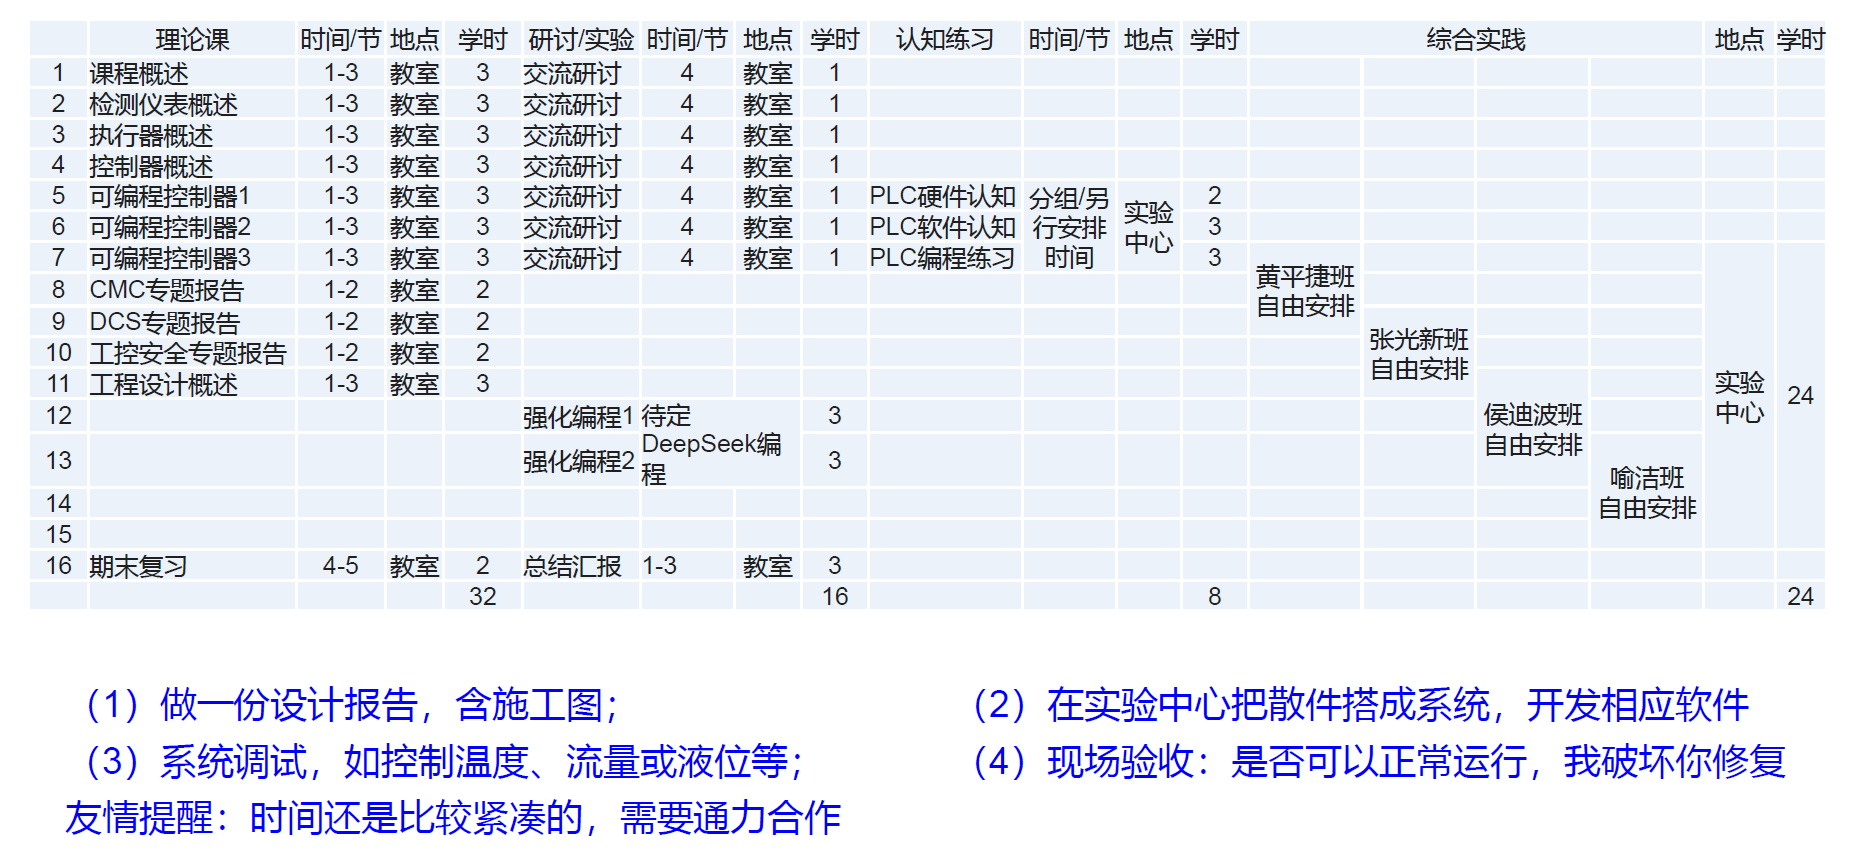 理论课 时间/节 地点 学时 研讨/实验 时间/节 地点 学时 认知练习 时间/节 地点 学时 综合实践 地点 学时
1 课程概述 1-3 教室 3 交流研讨 4 教室 1
2 检测仪表概述 1-3 教室 3 交流研讨 4 教室 1
3 执行器概述 1-3 教室 3 交流研讨 4 教室 1
4 控制器概述 1-3 教室 3 交流研讨 4 教室 1
5 可编程控制器1 1-3 教室 3 交流研讨 4 教室 1 PLC硬件认知 分组/另 2
6 可编程控制器2 1-3 教室 3 交流研讨 4 教室 1 PLC软件认知 行安排 实验 3
7 可编程控制器3 1-3 教室 3 交流研讨 4 教室 1 PLC编程练习 时间 中心 3
黄平捷班
8 CMC专题报告 1-2 教室 2
自由安排
9 DCS专题报告 1-2 教室 2
张光新班
10 工控安全专题报告 1-2 教室 2
自由安排
11 工程设计概述 1-3 教室 3
实验
中心
24
12 强化编程1 待定 3
侯迪波班
DeepSeek编
自由安排
13 强化编程2 程 3
喻洁班
14
自由安排
15
16 期末复习 4-5 教室 2 总结汇报 1-3 教室 3
32 16 8 24
（1）做一份设计报告，含施工图；
（2）在实验中心把散件搭成系统，开发相应软件
（3）系统调试，如控制温度、流量或液位等；
（4）现场验收：是否可以正常运行，我破坏你修复
友情提醒：时间还是比较紧凑的，需要通力合作